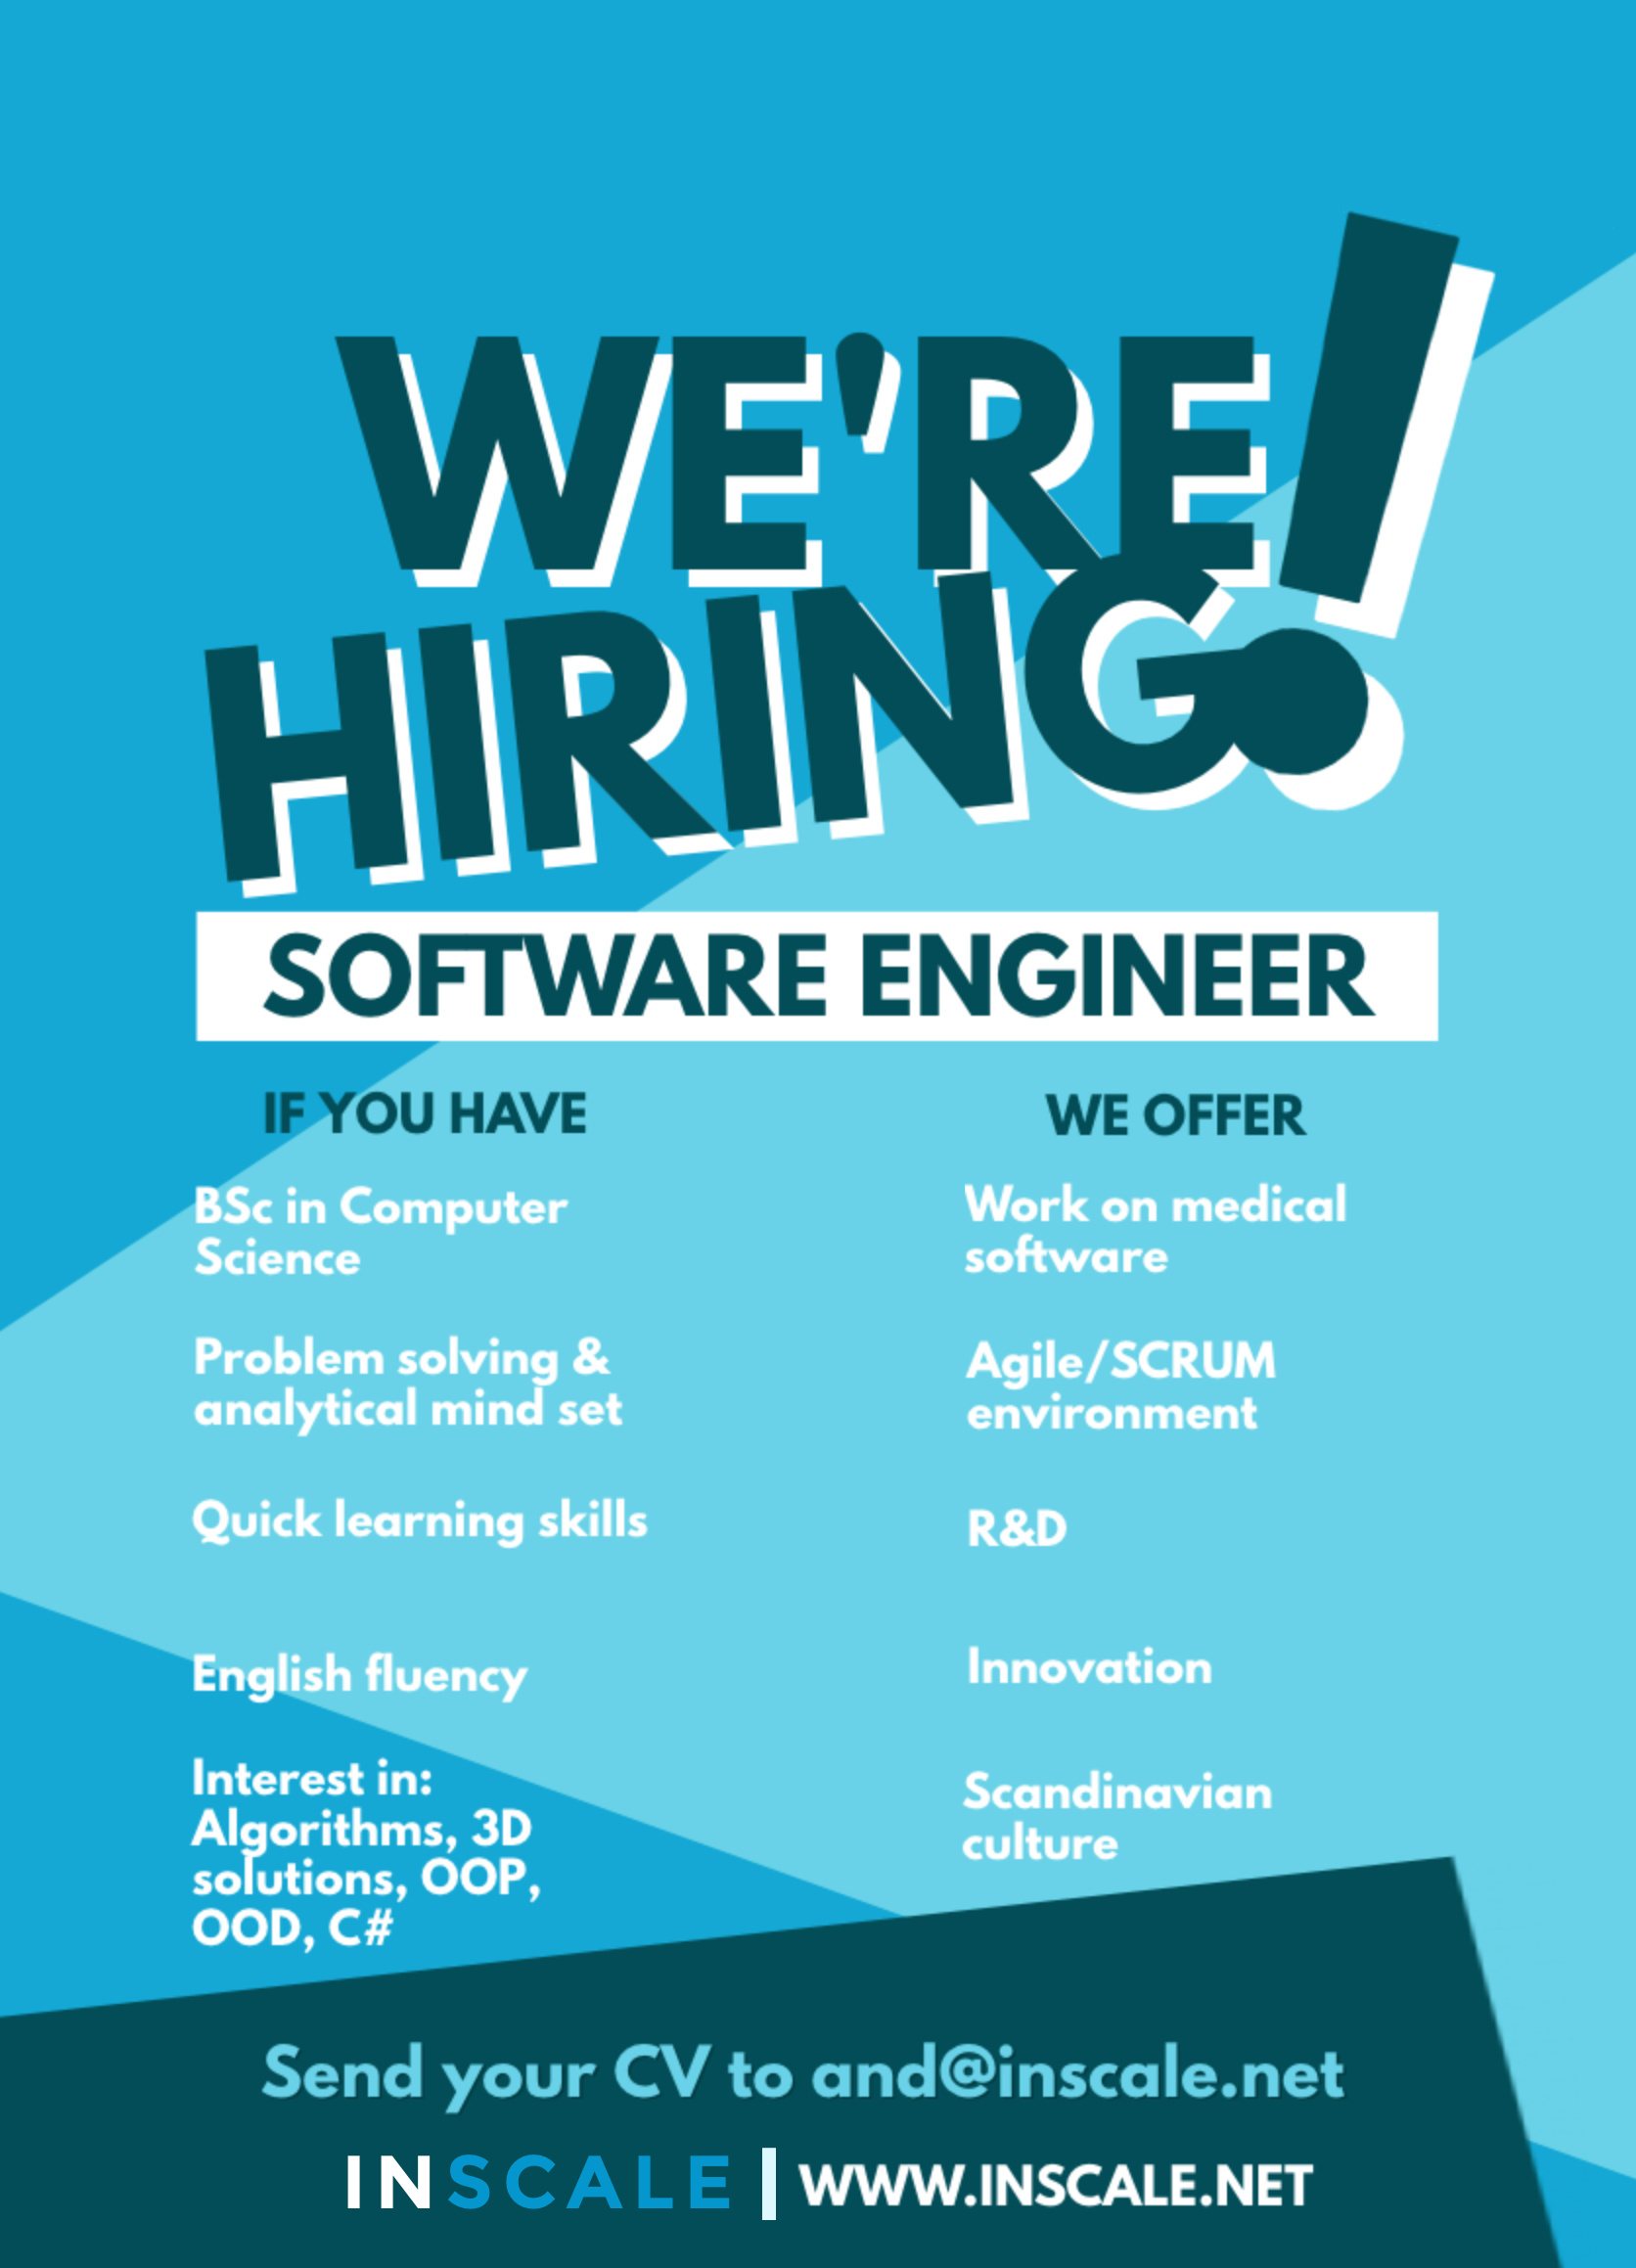 WE'RE
HIRING!
SOFTWARE ENGINEER
IF YOU HAVE
BSc in Computer
Science
Problem solving &
analytical mind set
Quick learning skills
English fluency
Interest in:
Algorithms, 3D
solutions, OOP,
OOD, C#
WE OFFER
Work on medical
software
Agile/SCRUM
environment
R&D
Innovation
Scandinavian
culture
Send your CV to and@inscale.net
INSCALE | WWW.INSCALE.NET